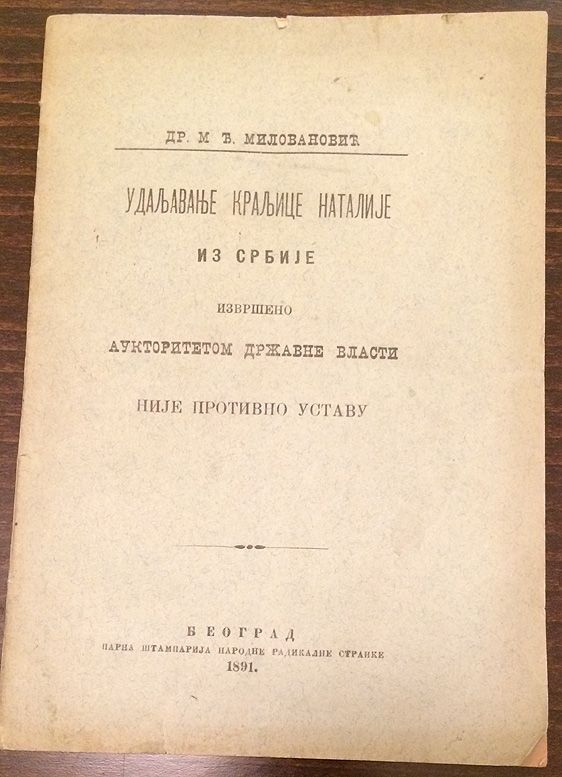 ДР. М Ђ. МИЛОВАНОВИЋ
УДАЉАВАЊЕ КРАЉИЦЕ НАТАЛИЈЕ
ИЗ СРБИЈЕ
ИЗВРШЕНО
АУКТОРИТЕТОМ ДРЖАВНЕ ВЛАСТИ
НИЈЕ ПРОТИВНО УСТАВУ
БЕОГРАД
ПАРНА ШТАМПАРИЈА НАРОДНЕ РАДИКАЛНЕ СТРАНКЕ
1891.